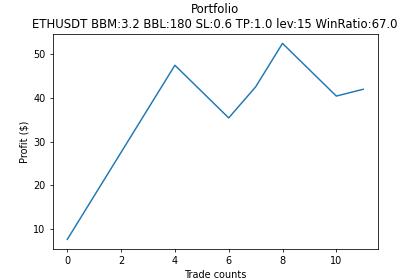 Portfolio
ETHUSDT BBM:3.2 BBL:180 SL:0.6 TP:1.0 lev:15 WinRatio:67.0
50
40
30
20
10
Profit ($)
0 2 4 6 8 10
Trade counts